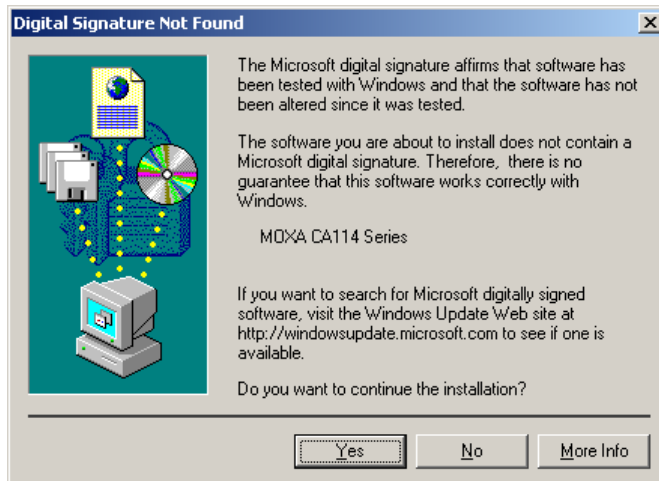 Digital Signature Not Found
The Microsoft digital signature affirms that software has
been tested with Windows and that the software has not
been altered since it was tested.
The software you are about to install does not contain a
Microsoft digital signature. Therefore,  there is no
guarantee that this software works correctly with
Windows.
MOXA CA114 Series
If you want to search for Microsoft digitally signed
software, visit the Windows Update Web site at
http://windowsupdate.microsoft.com to see if one is
available.
Do you want to continue the installation?
Yes No More Info